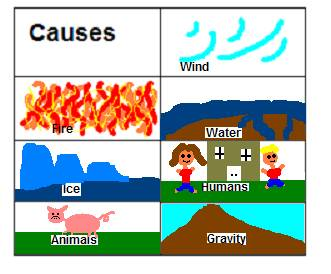 Causes
Wind
Fire
Water
Ice
Humans
Animals
Gravity